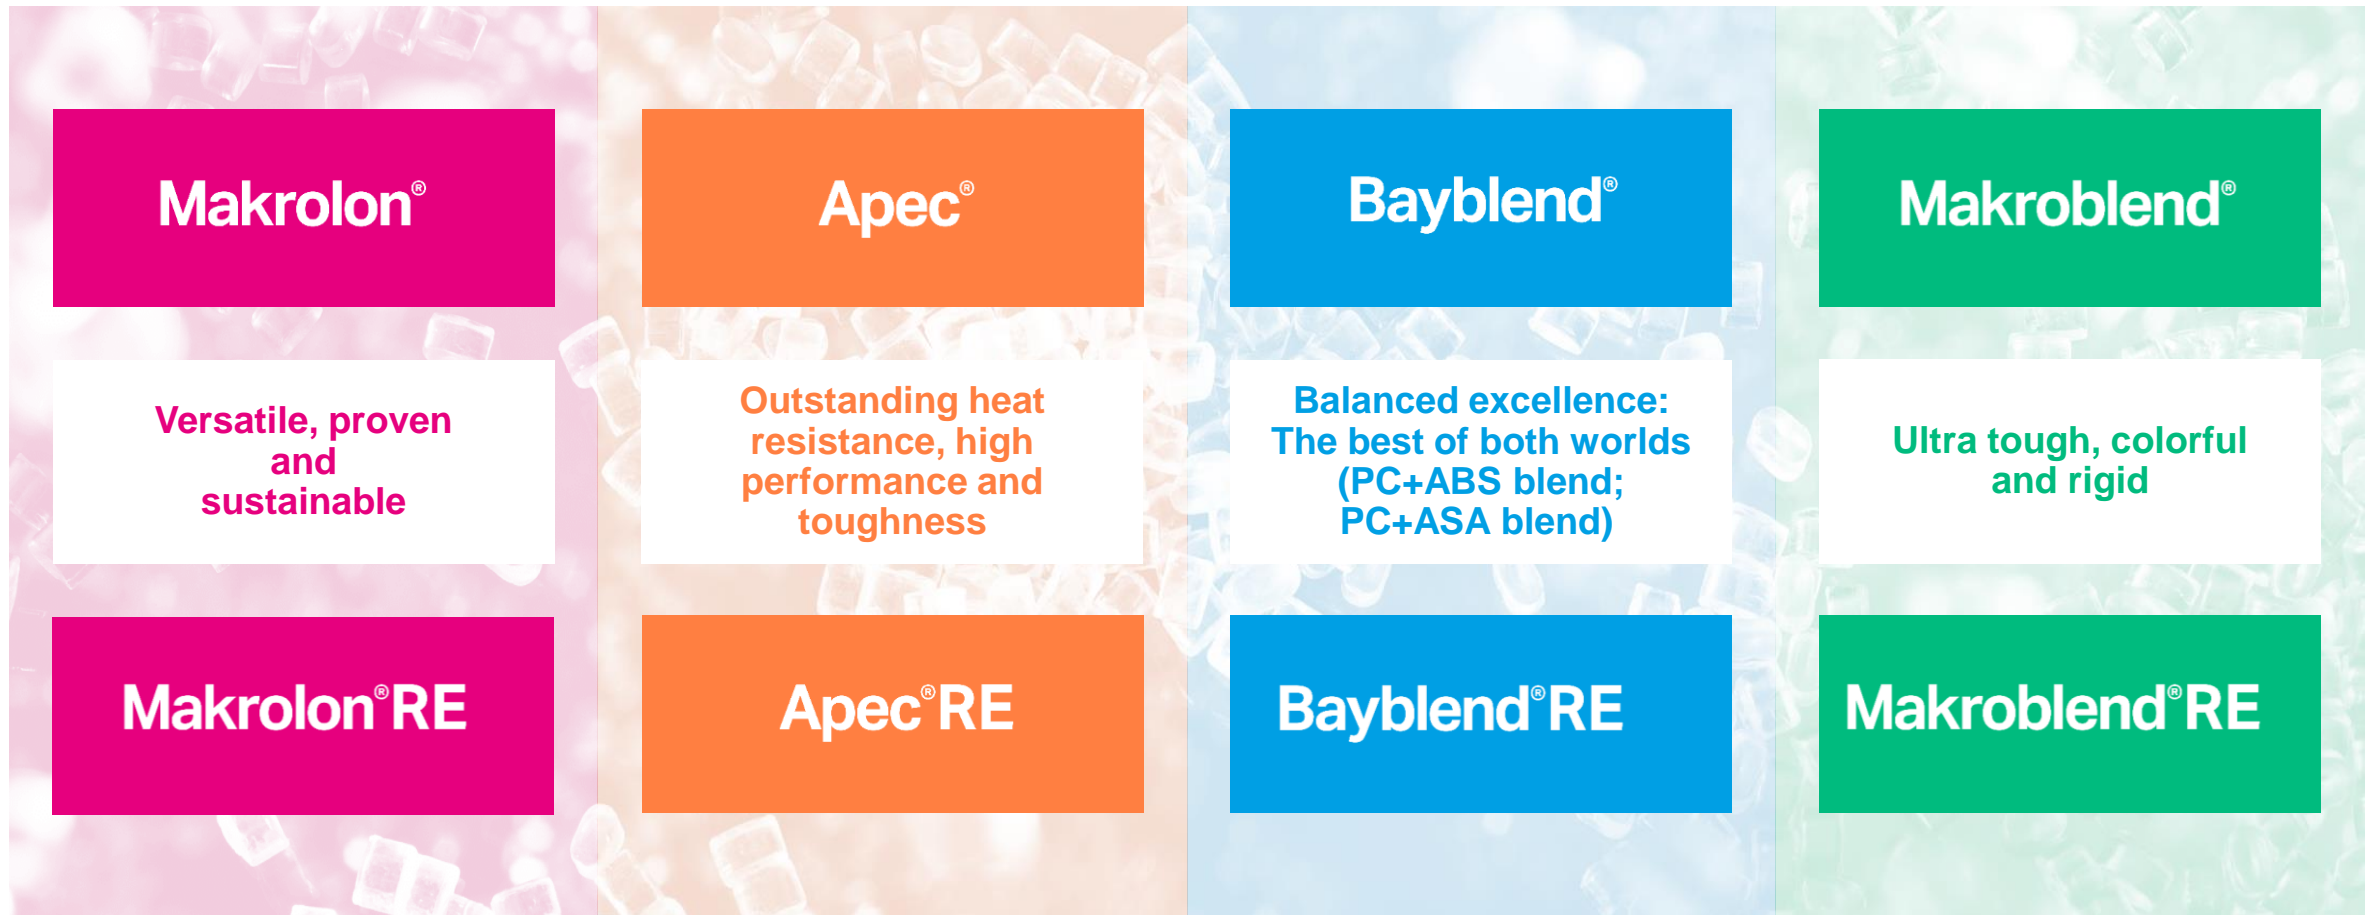 Makrolon®
Versatile, proven
and
sustainable
Makrolon®RE
Apec®
Outstanding heat
resistance, high
performance and
toughness
Apec®RE
Bayblend®
Balanced excellence:
The best of both worlds
(PC+ABS blend;
PC+ASA blend)
Bayblend®RE
Makroblend®
Ultra tough, colorful
and rigid
Makroblend®RE